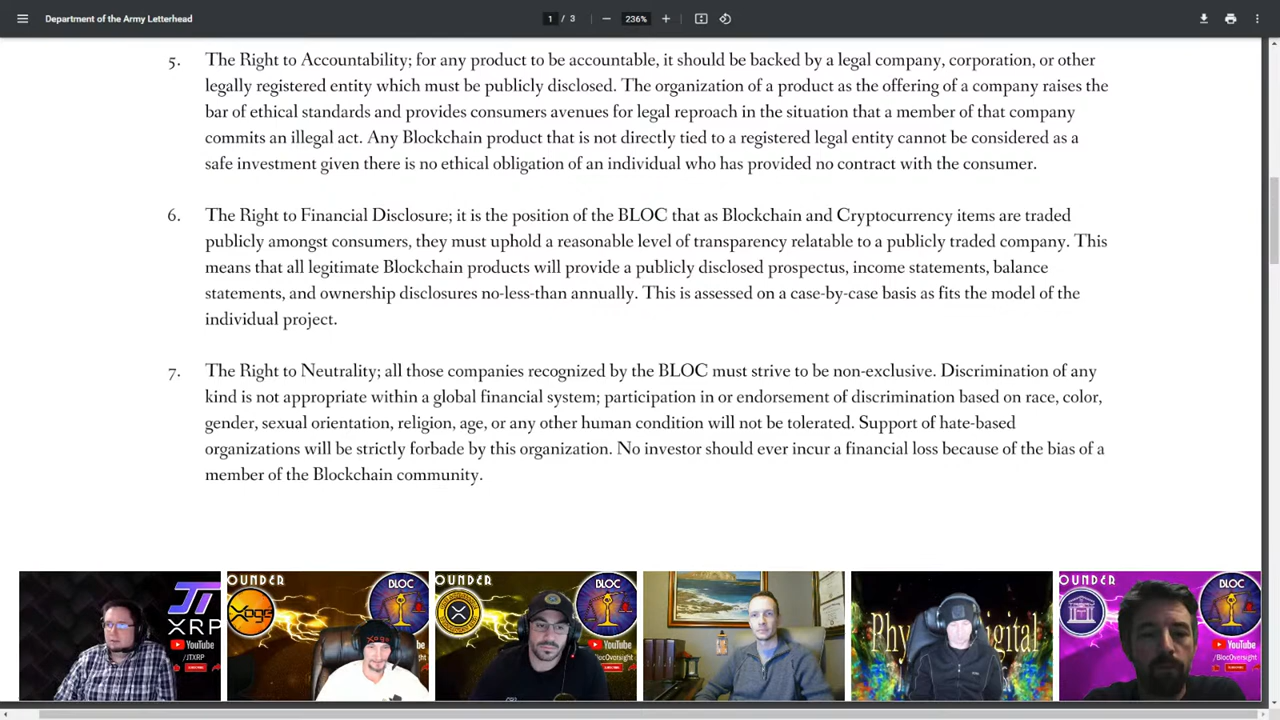 Department of the Army Letterhead
1 / 3
236%
5. The Right to Accountability; for any product to be accountable, it should be backed by a legal company, corporation, or other
legally registered entity which must be publicly disclosed. The organization of a product as the offering of a company raises the
bar of ethical standards and provides consumers avenues for legal reproach in the situation that a member of that company
commits an illegal act. Any Blockchain product that is not directly tied to a registered legal entity cannot be considered as a
safe investment given there is no ethical obligation of an individual who has provided no contract with the consumer.
6. The Right to Financial Disclosure; it is the position of the BLOC that as Blockchain and Cryptocurrency items are traded
publicly amongst consumers, they must uphold a reasonable level of transparency relatable to a publicly traded company. This
means that all legitimate Blockchain products will provide a publicly disclosed prospectus, income statements, balance
statements, and ownership disclosures no-less-than annually. This is assessed on a case-by-case basis as fits the model of the
individual project.
7. The Right to Neutrality; all those companies recognized by the BLOC must strive to be non-exclusive. Discrimination of any
kind is not appropriate within a global financial system; participation in or endorsement of discrimination based on race, color,
gender, sexual orientation, religion, age, or any other human condition will not be tolerated. Support of hate-based
organizations will be strictly forbade by this organization. No investor should ever incur a financial loss because of the bias of a
member of the Blockchain community.
JT
XRP
YouTube
/JTXRP
OUNDER
BLOC
Xoge
Xoge
OUNDER
BLOC
YouTube
/BlocOversight
Phy
igital
OUNDER
BLOC
YouTube
/BlocOversight